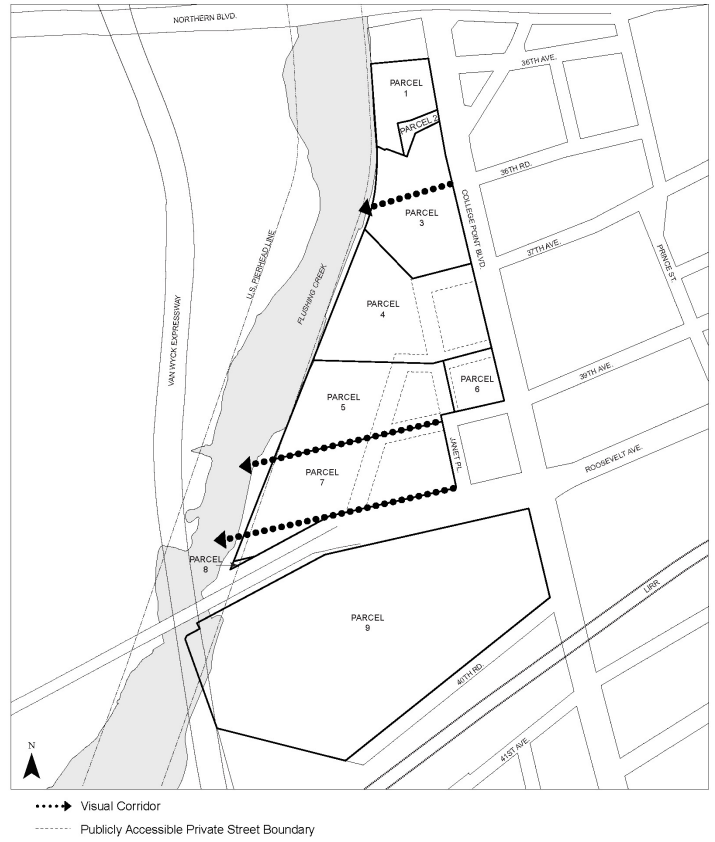 NORTHERN BLVD.
36TH AVE.
PARCEL
1
PARCEL 2
36TH RD.
PARCEL
3
COLLEGE POINT BLVD.
37TH AVE.
PRINCE ST.
U.S. PIERHEAD LINE
FLUSHING CREEK
VAN WYCK EXPRESSWAY
PARCEL
4
39TH AVE.
PARCEL
6
PARCEL
5
JANET PL.
ROOSEVELT AVE.
PARCEL
7
PARCEL
8
LIRR
PARCEL
9
40TH RD.
41ST AVE.
N
Visual Corridor
Publicly Accessible Private Street Boundary